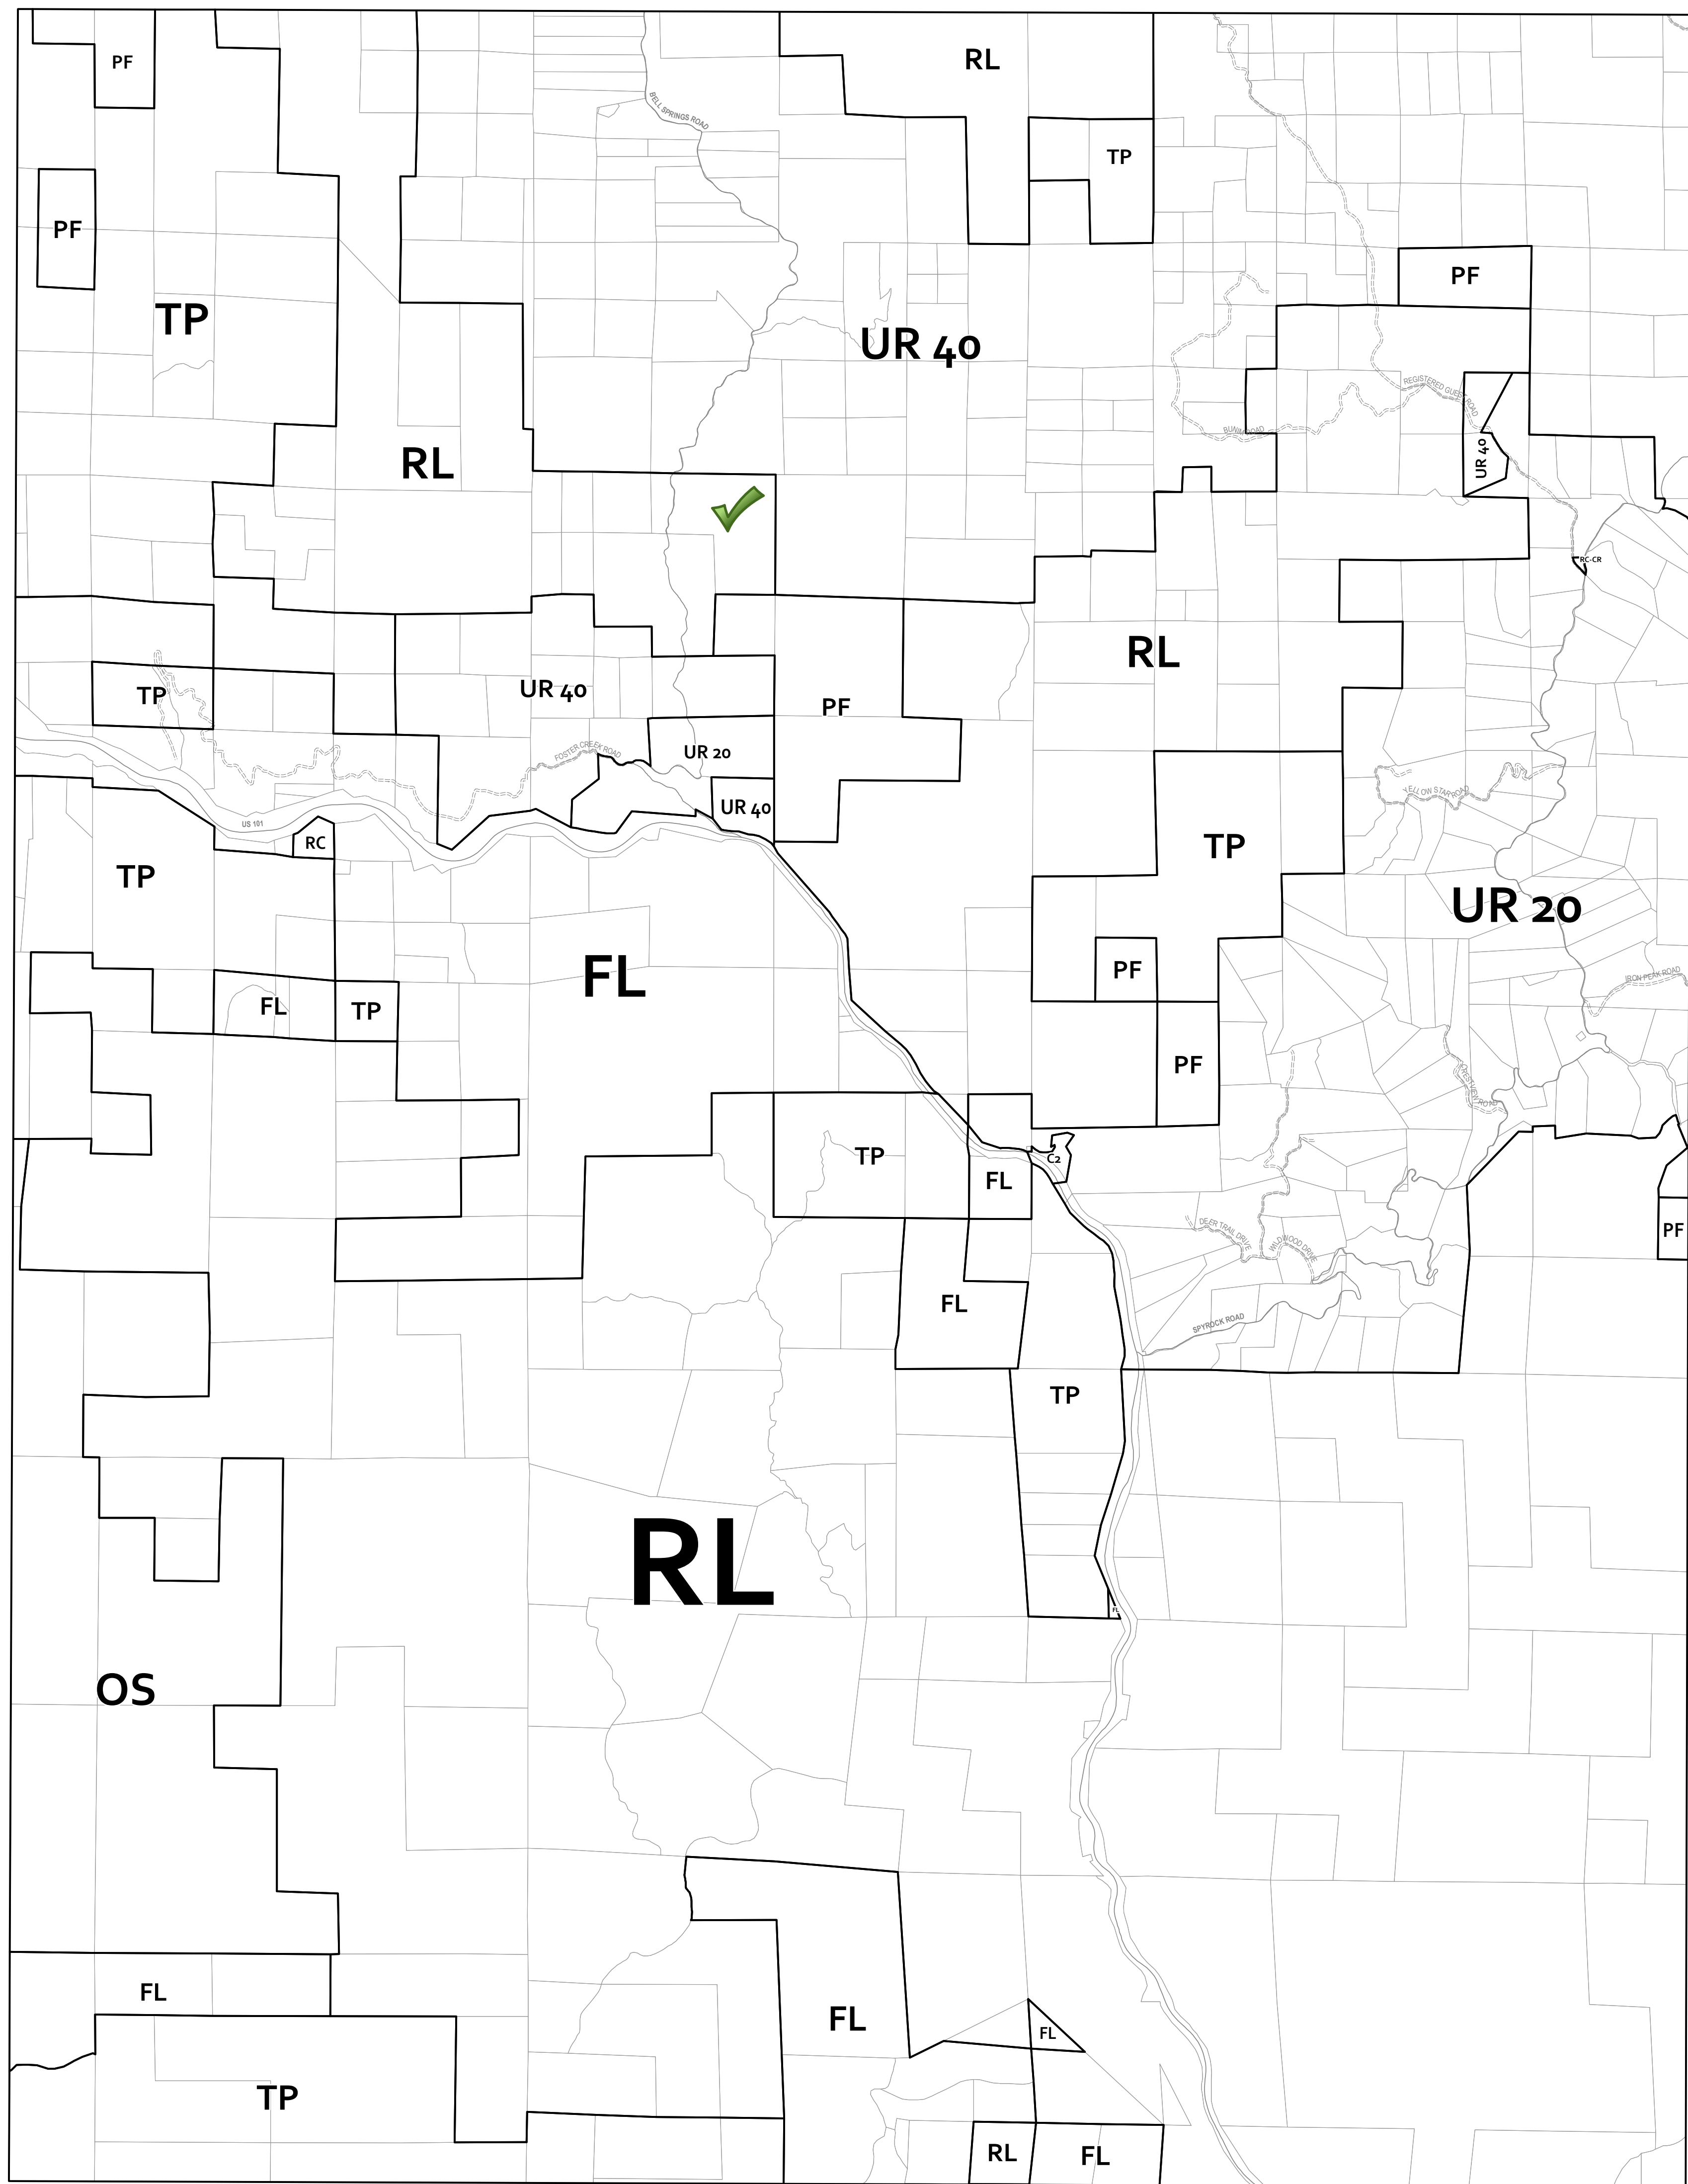 RL
PF
BELL SPRINGS ROAD
TP
PF
PF
TP
UR 40
REGISTERED GUEST ROAD
RL
UR 40
RC-CR
RL
TP
UR 40
PF
FOSTER CREEK ROAD
UR 20
YELLOW STAR ROAD
UR 40
US 101
RC
TP
TP
UR 20
FL
PF
IRON PEAK ROAD
FL
TP
PF
TP
C2
FL
DEER TRAIL DRIVE
WILDWOOD DRIVE
PF
FL
SPYROCK ROAD
TP
RL
FL
OS
FL
FL
FL
TP
RL
FL